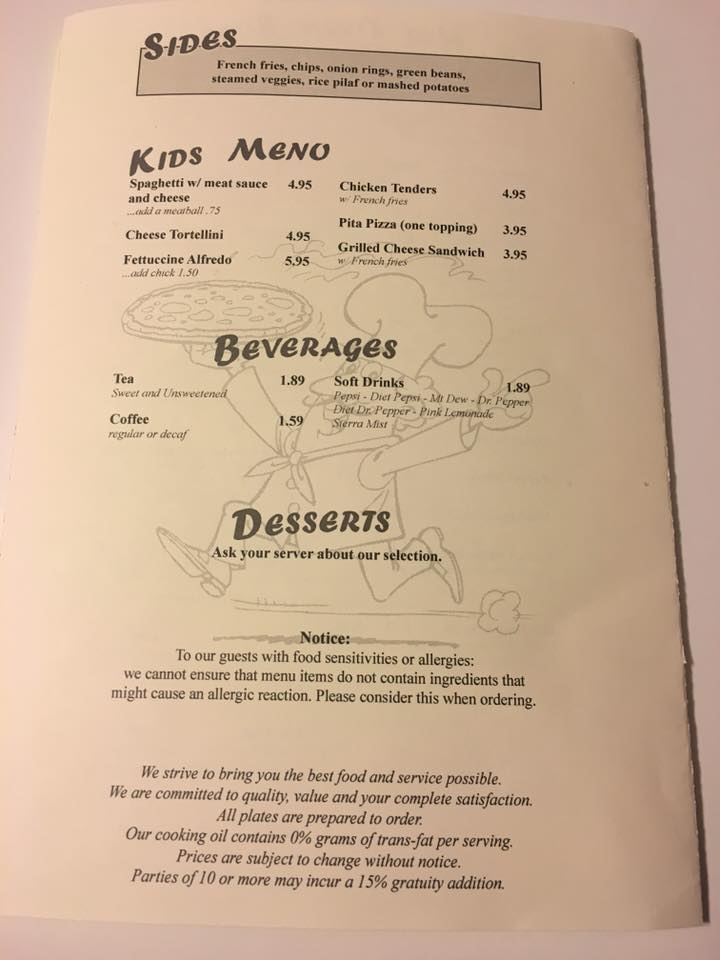 SIDES
French fries, chips, onion rings, green beans,
steamed veggies, rice pilaf or mashed potatoes
KIDS MENU
Spaghetti w/ meat sauce 4.95
and cheese
...add a meatball .75
Cheese Tortellini 4.95
Fettuccine Alfredo 5.95
...add chick 1.50
Chicken Tenders 4.95
w/ French fries
Pita Pizza (one topping) 3.95
Grilled Cheese Sandwich 3.95
w/ French fries
BEVERAGES
Tea 1.89
Sweet and Unsweetened
Coffee 1.59
regular or decaf
Soft Drinks 1.89
Pepsi - Diet Pepsi - Mt Dew - Dr. Pepper
Diet Dr. Pepper - Pink Lemonade
Sierra Mist
DESSERTS
Ask your server about our selection.
Notice:
To our guests with food sensitivities or allergies:
we cannot ensure that menu items do not contain ingredients that
might cause an allergic reaction. Please consider this when ordering.
We strive to bring you the best food and service possible.
We are committed to quality, value and your complete satisfaction.
All plates are prepared to order.
Our cooking oil contains 0% grams of trans-fat per serving.
Prices are subject to change without notice.
Parties of 10 or more may incur a 15% gratuity addition.